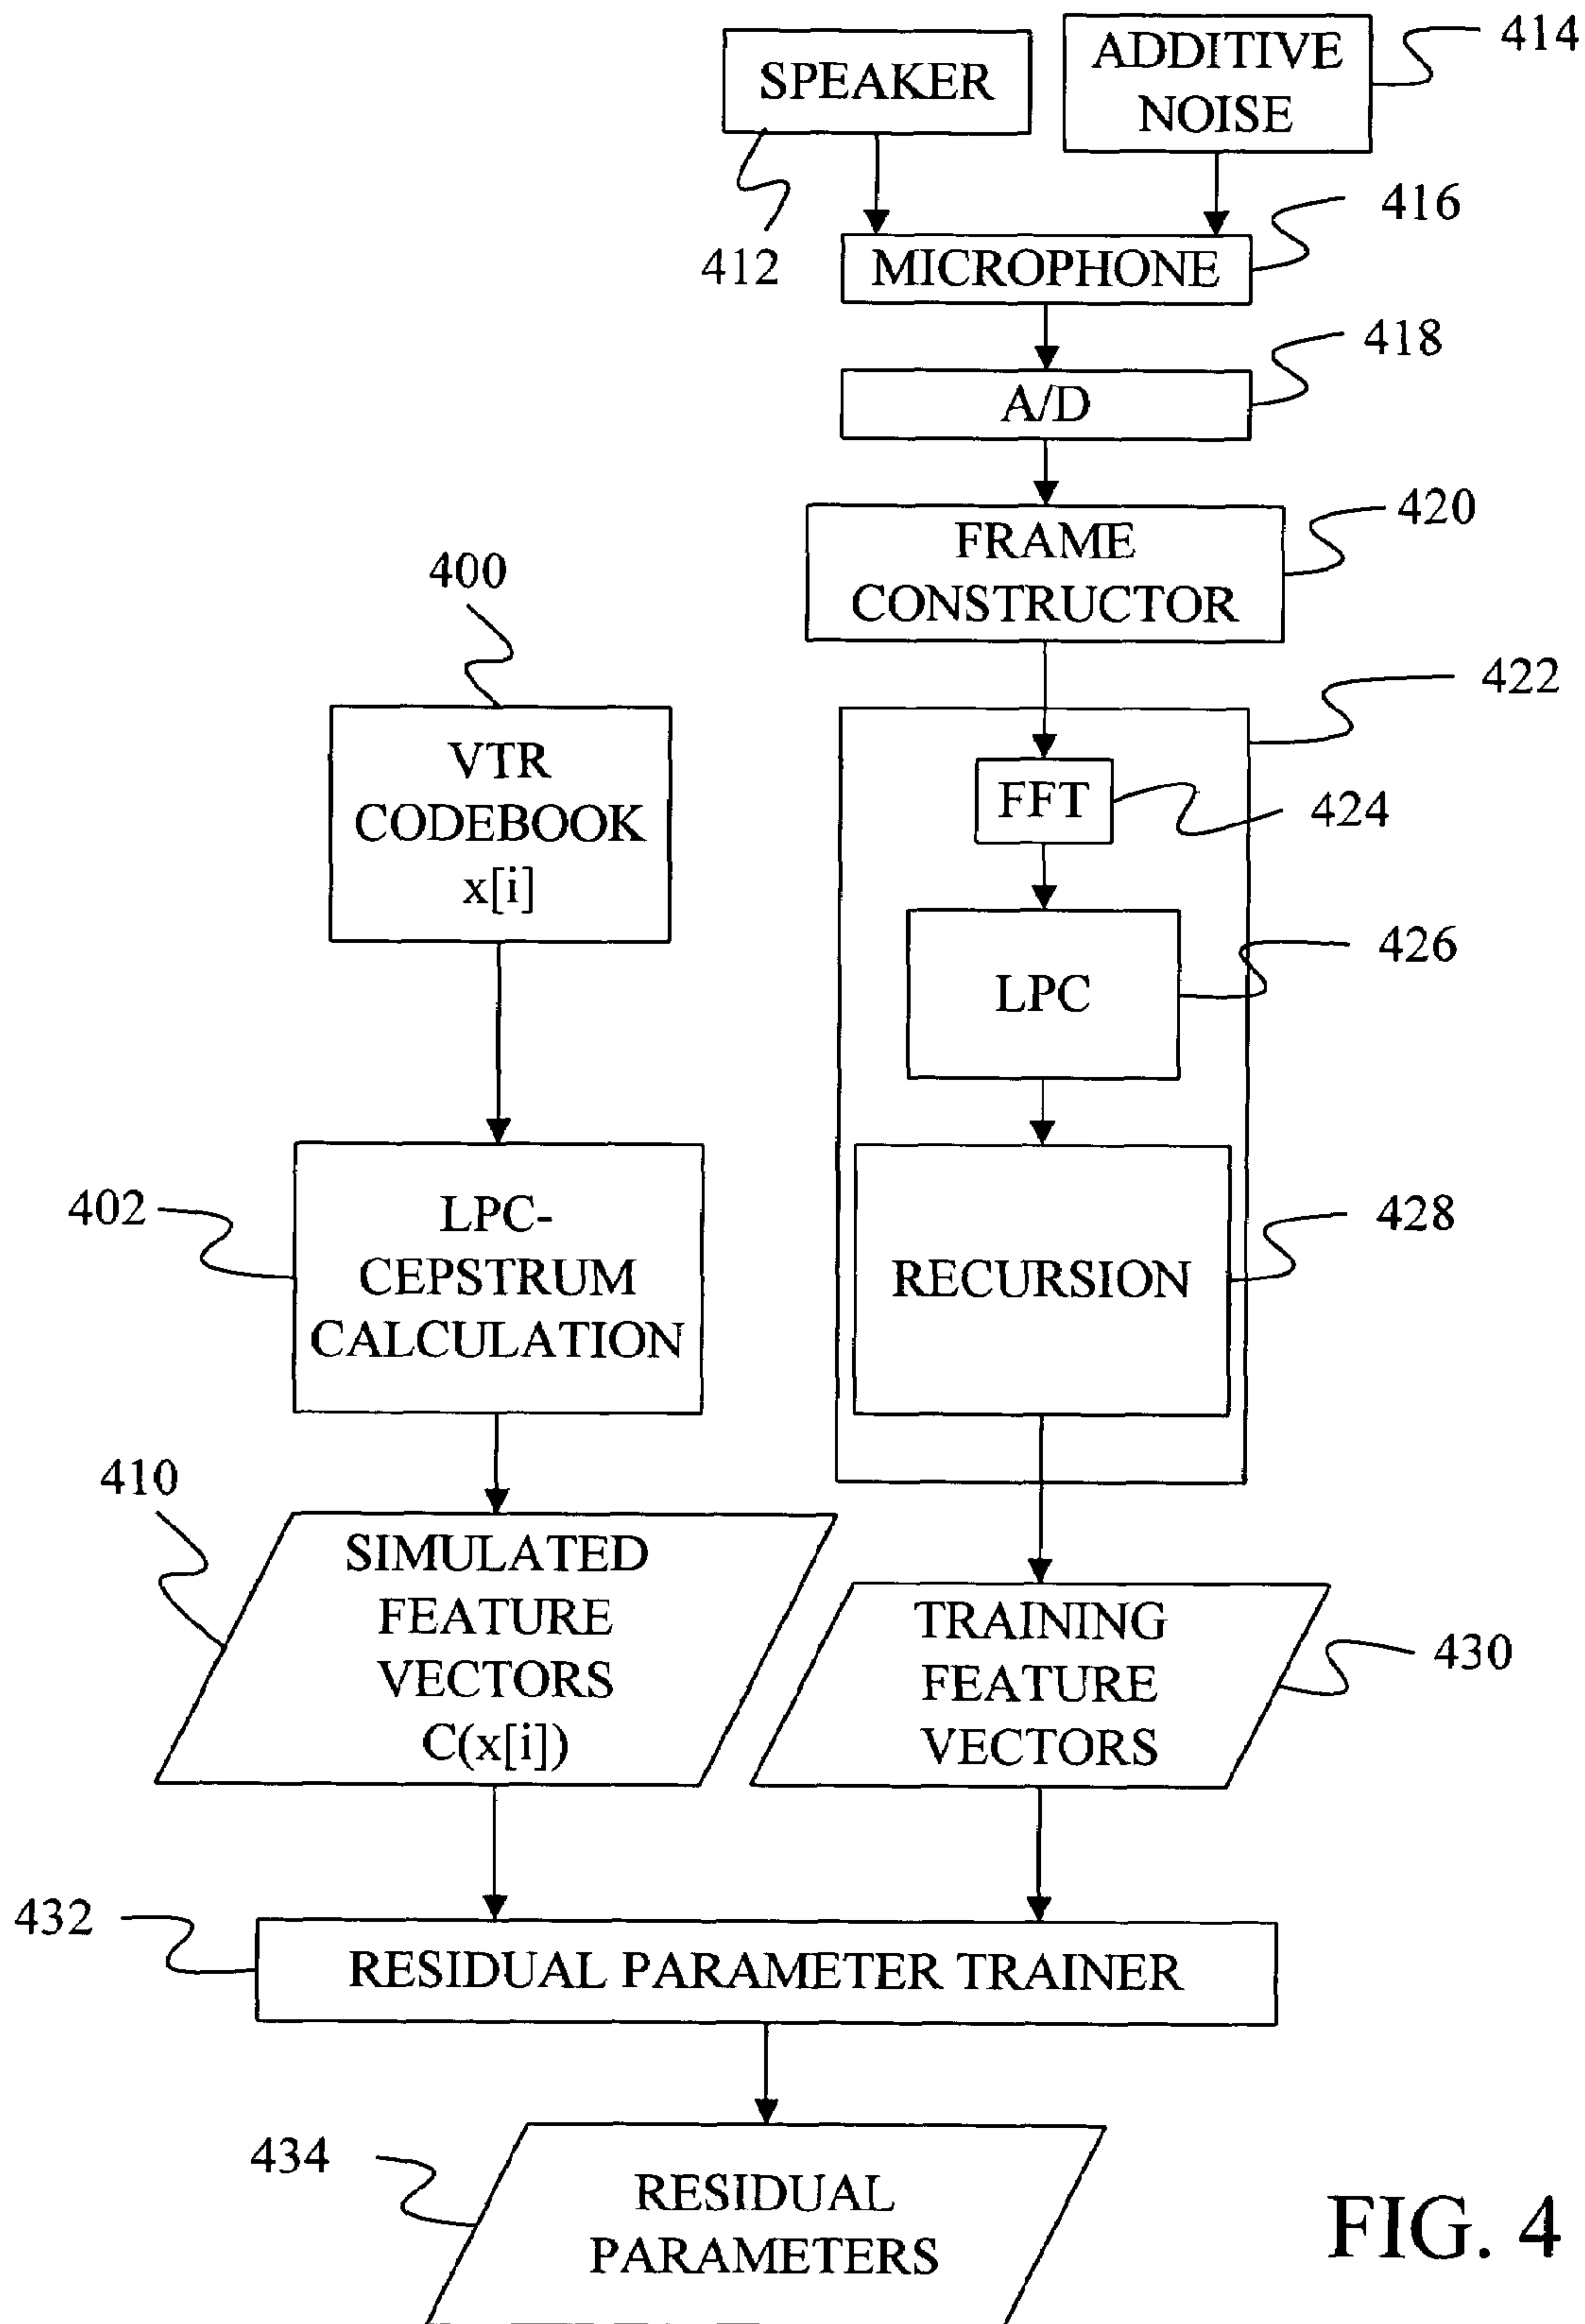 SPEAKER
412
ADDITIVE
NOISE
414
MICROPHONE
416
A/D
418
FRAME
CONSTRUCTOR
420
422
FFT
424
LPC
426
RECURSION
428
400
VTR
CODEBOOK
x[i]
402
LPC-
CEPSTRUM
CALCULATION
410
SIMULATED
FEATURE
VECTORS
C(x[i])
TRAINING
FEATURE
VECTORS
430
432
RESIDUAL PARAMETER TRAINER
434
RESIDUAL
PARAMETERS
FIG. 4